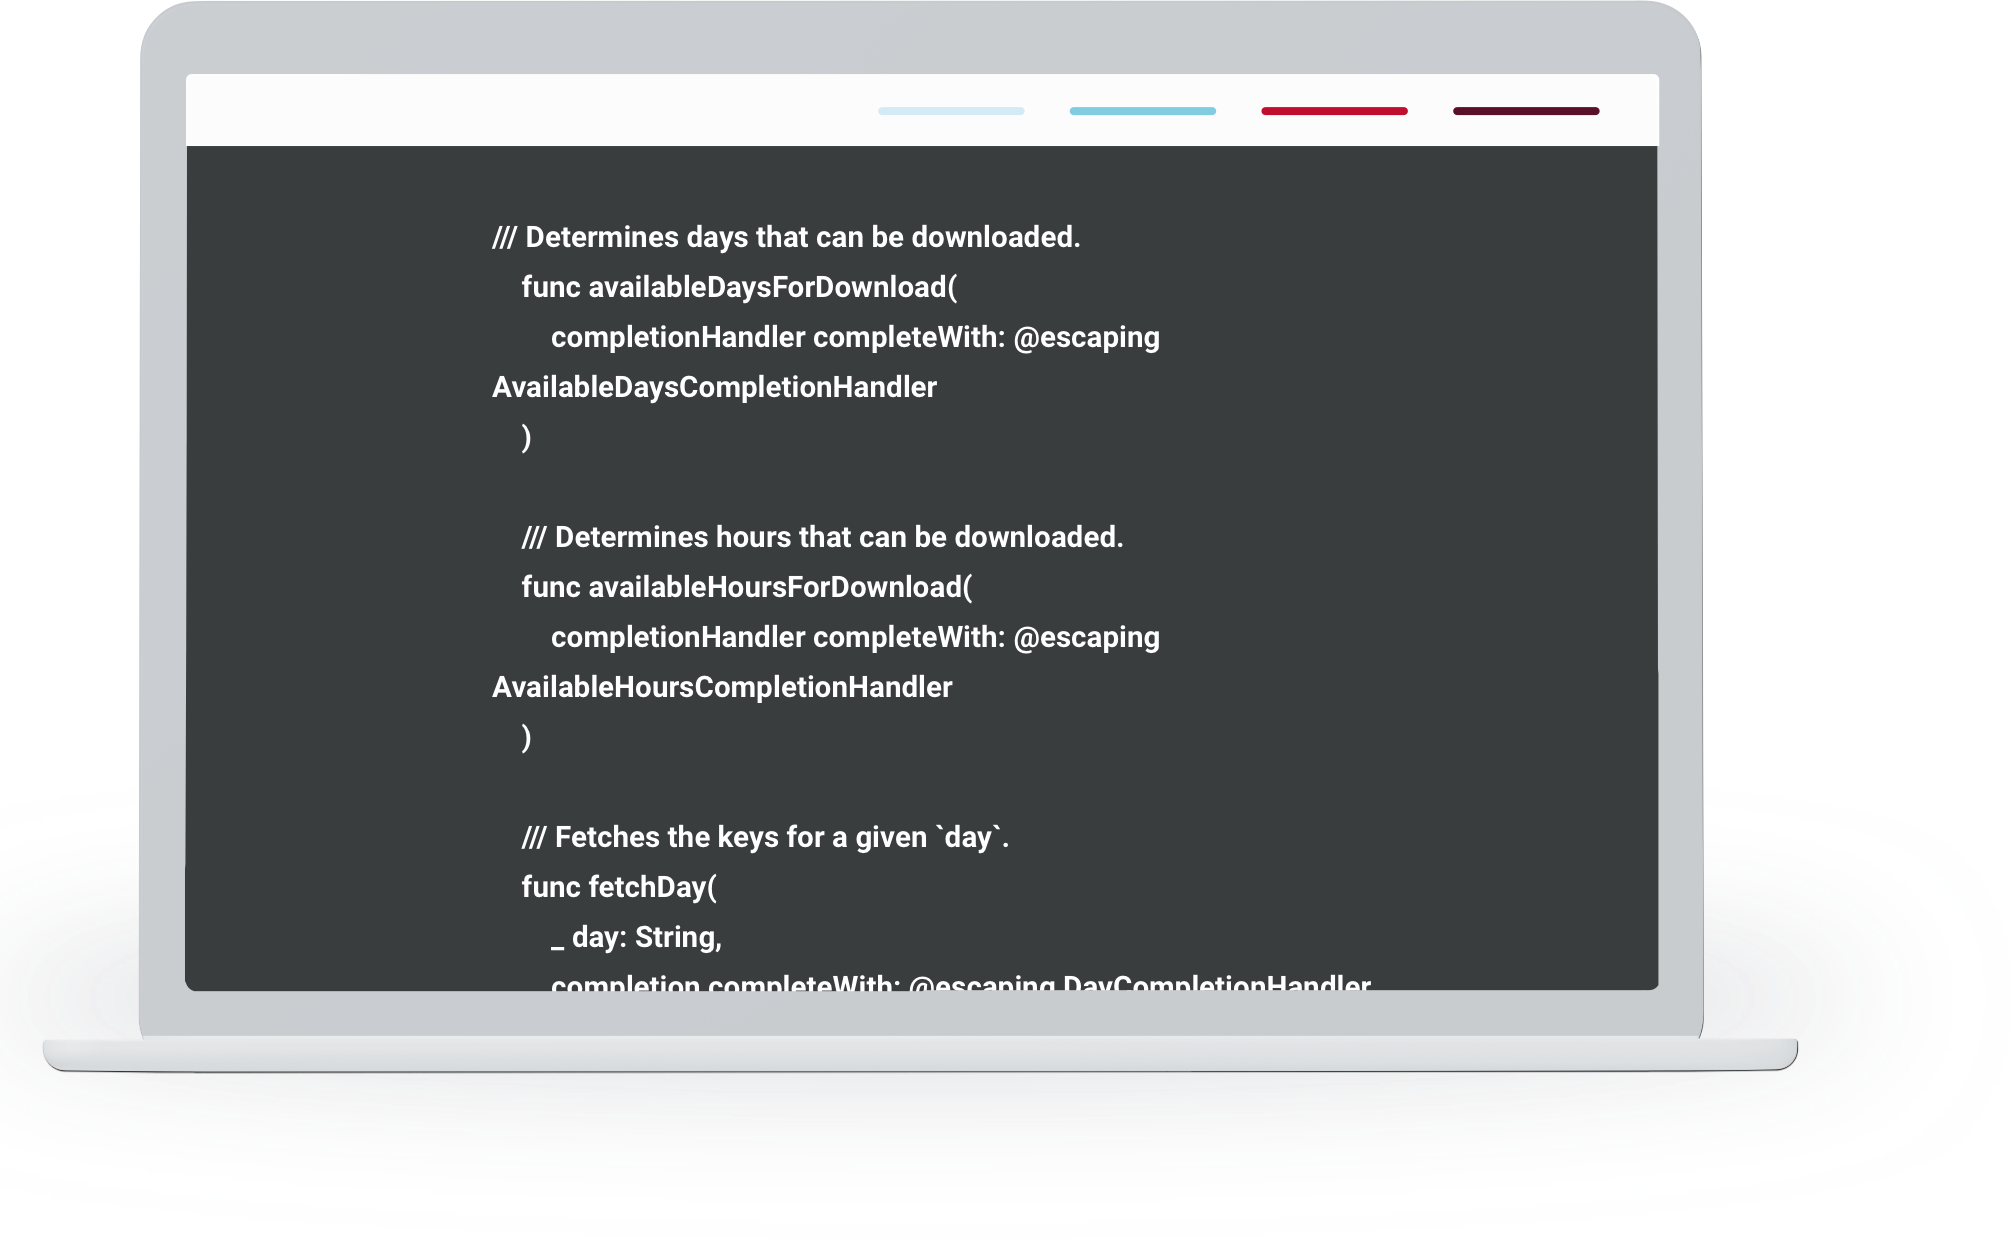 /// Determines days that can be downloaded.
func availableDaysForDownload(
completionHandler completeWith: @escaping
AvailableDaysCompletionHandler
)
/// Determines hours that can be downloaded.
func availableHoursForDownload(
completionHandler completeWith: @escaping
AvailableHoursCompletionHandler
)
/// Fetches the keys for a given `day`.
func fetchDay(
_ day: String,
completion completeWith: @escaping DayCompletionHandler